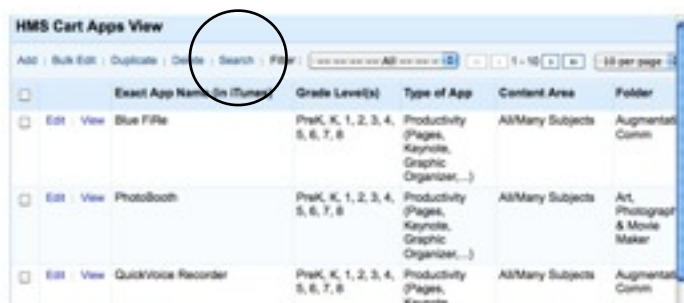 HMS Cart Apps View
Add | Bulk Edit | Duplicate | Delete | Search | Filter: -- -- -- -- All -- -- -- 1 - 10 10 per page
Exact App Name (in iTunes) Grade Level(s) Type of App Content Area Folder
Edit | View Blue FiRe PreK, K, 1, 2, 3, 4, Productivity All/Many Subjects Augmentati
5, 6, 7, 8 (Pages, Comm
Keynote,
Graphic
Organizer,...)
Edit | View PhotoBooth PreK, K, 1, 2, 3, 4, Productivity All/Many Subjects Art,
5, 6, 7, 8 (Pages, Photograph
Keynote, & Movie
Graphic Maker
Organizer,...)
Edit | View QuickVoice Recorder PreK, K, 1, 2, 3, 4, Productivity All/Many Subjects Augmentati
5, 6, 7, 8 (Pages, Comm
Keynote